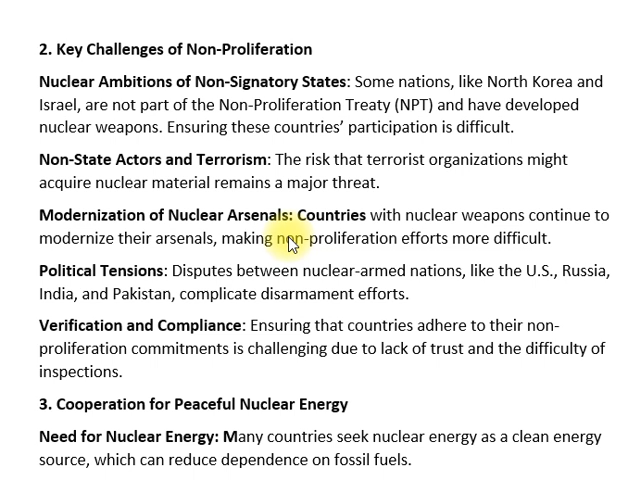 2. Key Challenges of Non-Proliferation
Nuclear Ambitions of Non-Signatory States: Some nations, like North Korea and
Israel, are not part of the Non-Proliferation Treaty (NPT) and have developed
nuclear weapons. Ensuring these countries’ participation is difficult.
Non-State Actors and Terrorism: The risk that terrorist organizations might
acquire nuclear material remains a major threat.
Modernization of Nuclear Arsenals: Countries with nuclear weapons continue to
modernize their arsenals, making non-proliferation efforts more difficult.
Political Tensions: Disputes between nuclear-armed nations, like the U.S., Russia,
India, and Pakistan, complicate disarmament efforts.
Verification and Compliance: Ensuring that countries adhere to their non-
proliferation commitments is challenging due to lack of trust and the difficulty of
inspections.
3. Cooperation for Peaceful Nuclear Energy
Need for Nuclear Energy: Many countries seek nuclear energy as a clean energy
source, which can reduce dependence on fossil fuels.